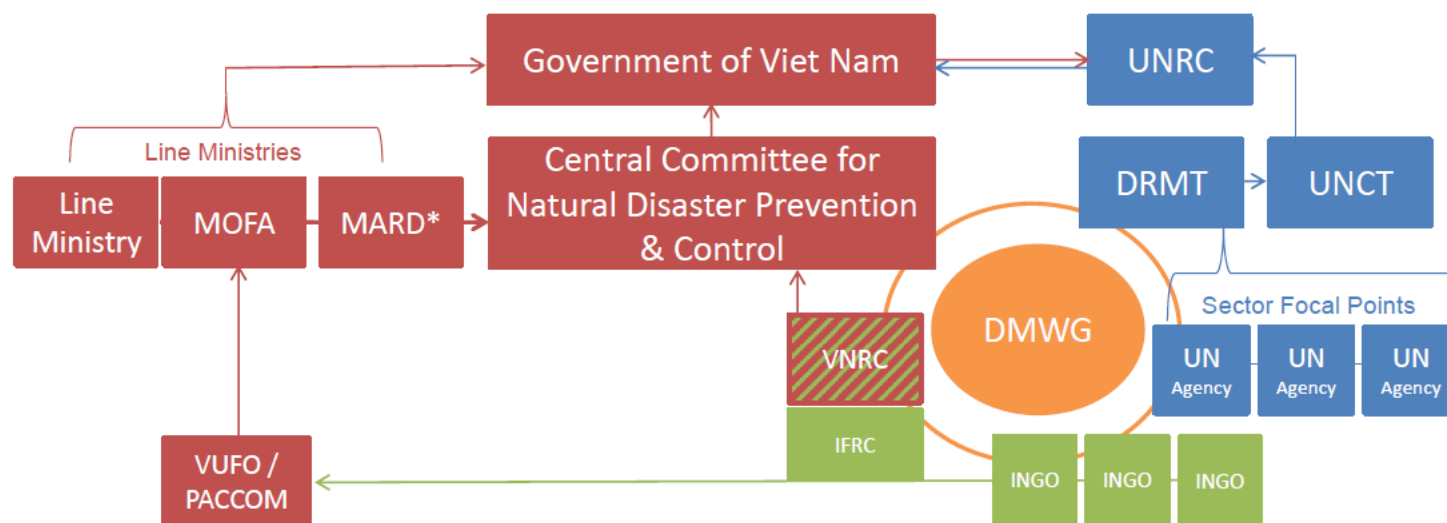 Government of Viet Nam
UNRC
Line Ministries
Central Committee for
Natural Disaster Prevention
& Control
DRMT
UNCT
Line
Ministry
MOFA
MARD*
DMWG
Sector Focal Points
VNRC
UN
Agency
UN
Agency
UN
Agency
IFRC
VUFO /
PACCOM
INGO
INGO
INGO